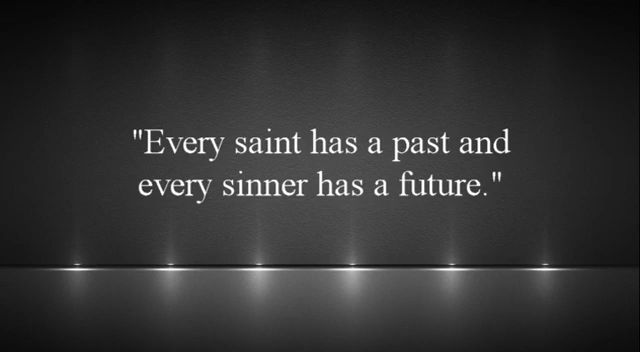 "Every saint has a past and
every sinner has a future."